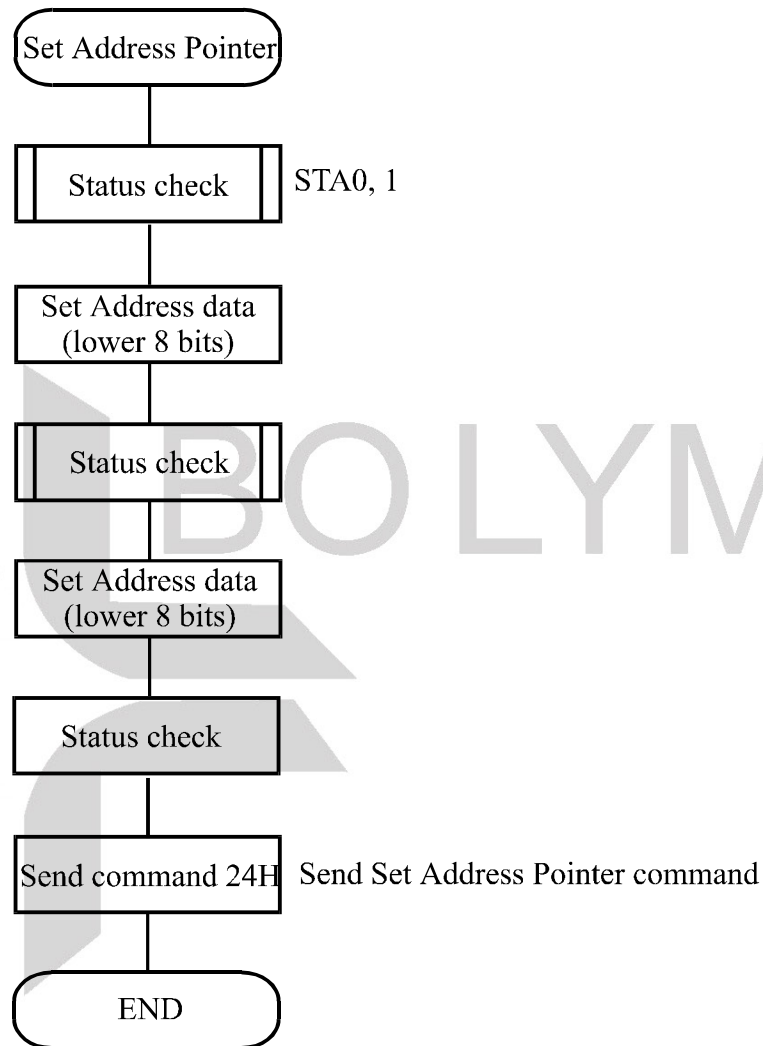 Set Address Pointer
Status check
STA0, 1
Set Address data
(lower 8 bits)
Status check
Set Address data
(lower 8 bits)
Status check
Send command 24H
Send Set Address Pointer command
END
BOLYM